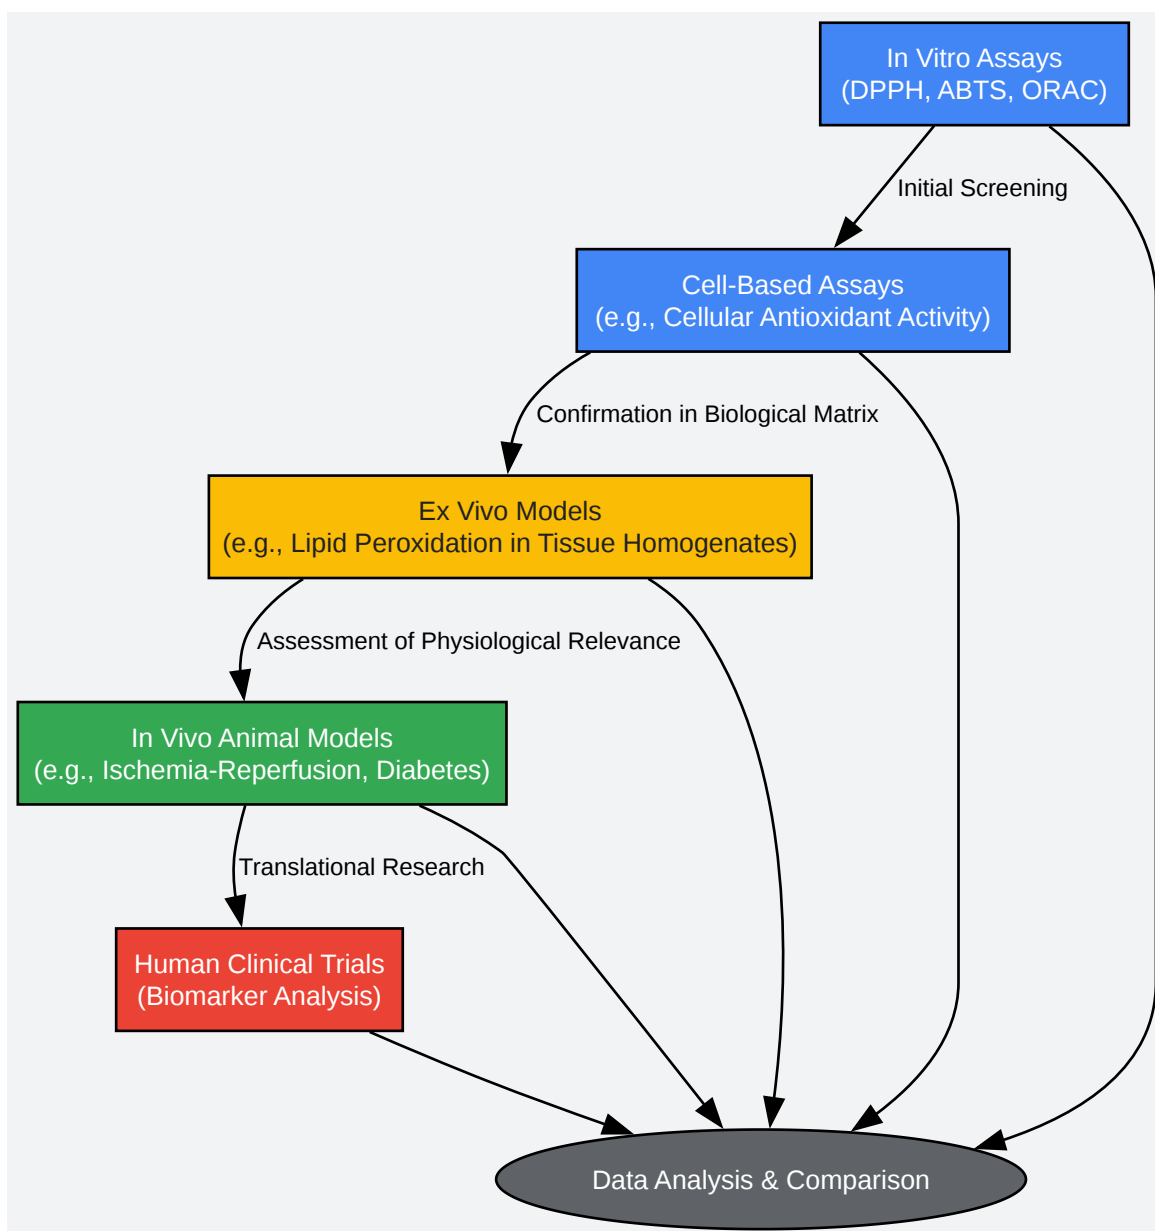 In Vitro Assays
(DPPH, ABTS, ORAC)
Initial Screening
Cell-Based Assays
(e.g., Cellular Antioxidant Activity)
Confirmation in Biological Matrix
Ex Vivo Models
(e.g., Lipid Peroxidation in Tissue Homogenates)
Assessment of Physiological Relevance
In Vivo Animal Models
(e.g., Ischemia-Reperfusion, Diabetes)
Translational Research
Human Clinical Trials
(Biomarker Analysis)
Data Analysis & Comparison